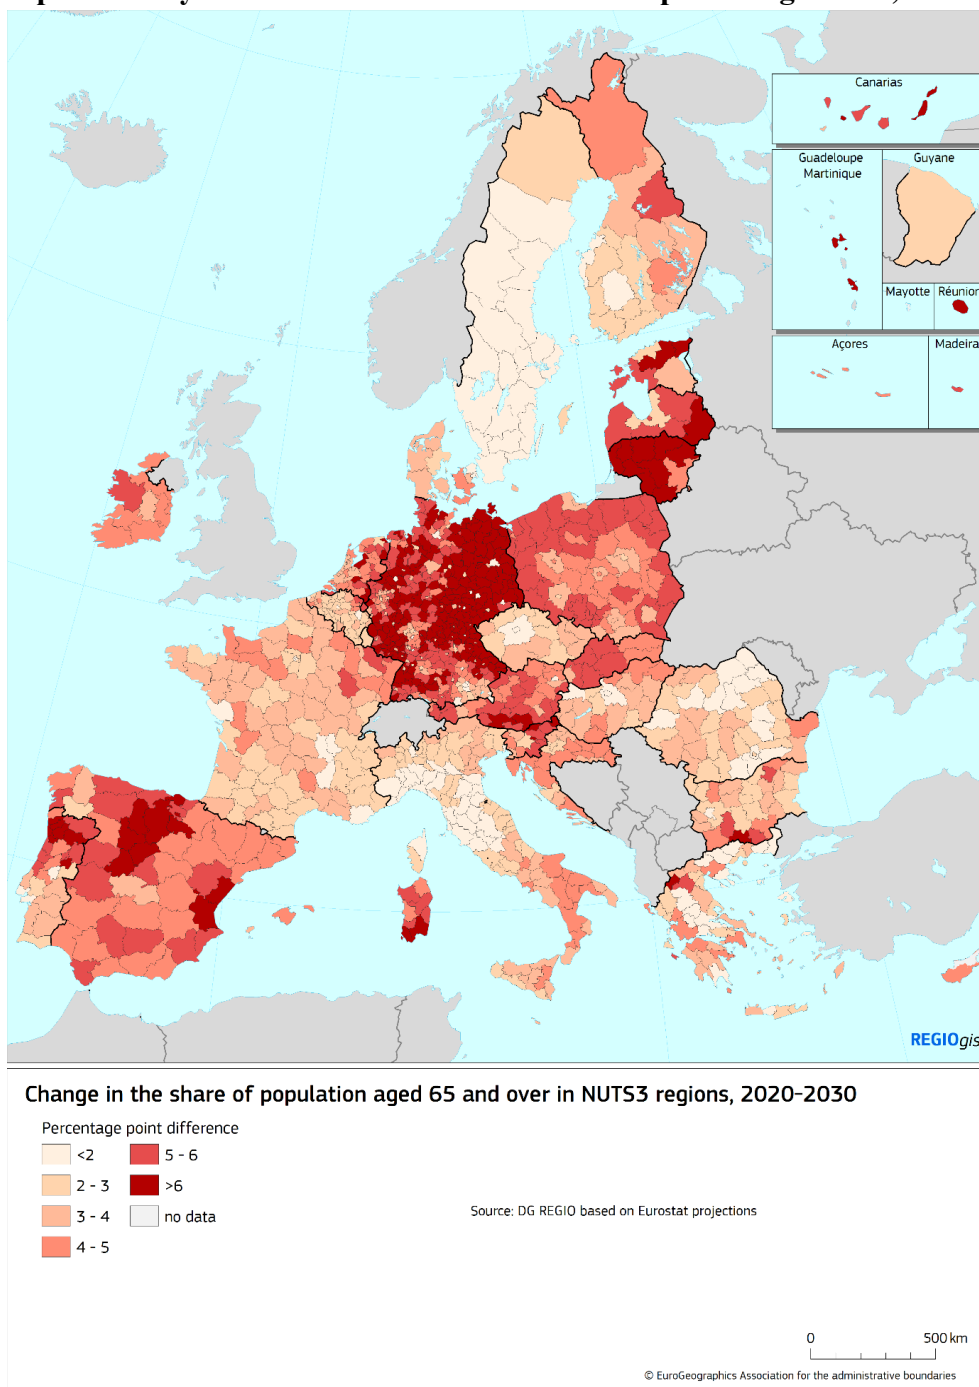 Canarias
Guadeloupe
Martinique
Guyane
Mayotte
Réunion
Açores
Madeira
REGIOgis
Change in the share of population aged 65 and over in NUTS3 regions, 2020-2030
Percentage point difference
<2
5 - 6
2 - 3
>6
3 - 4
no data
4 - 5
Source: DG REGIO based on Eurostat projections
0
500 km
© EuroGeographics Association for the administrative boundaries